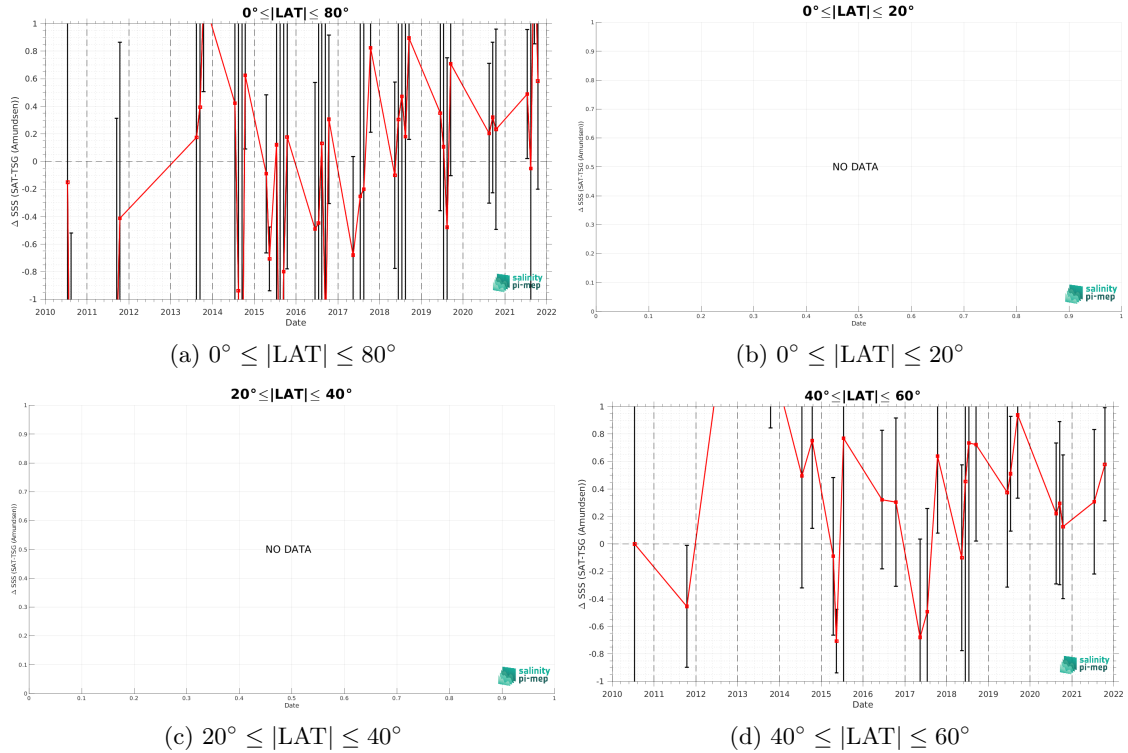 0°≤|LAT|≤ 80°
Δ SSS (SAT-TSG (Amundsen))
1
0.8
0.6
0.4
0.2
0
-0.2
-0.4
-0.6
-0.8
-1
2010 2011 2012 2013 2014 2015 2016 2017 2018 2019 2020 2021 2022
Date
salinity
pi-mep
(a) 0° ≤ |LAT| ≤ 80°
0°≤|LAT|≤ 20°
Δ SSS (SAT-TSG (Amundsen))
1
0.9
0.8
0.7
0.6
0.5
0.4
0.3
0.2
0.1
0
NO DATA
0 0.1 0.2 0.3 0.4 0.5 0.6 0.7 0.8 0.9 1
Date
salinity
pi-mep
(b) 0° ≤ |LAT| ≤ 20°
20°≤|LAT|≤ 40°
Δ SSS (SAT-TSG (Amundsen))
1
0.9
0.8
0.7
0.6
0.5
0.4
0.3
0.2
0.1
0
NO DATA
0 0.1 0.2 0.3 0.4 0.5 0.6 0.7 0.8 0.9 1
Date
salinity
pi-mep
(c) 20° ≤ |LAT| ≤ 40°
40°≤|LAT|≤ 60°
Δ SSS (SAT-TSG (Amundsen))
1
0.8
0.6
0.4
0.2
0
-0.2
-0.4
-0.6
-0.8
-1
2010 2011 2012 2013 2014 2015 2016 2017 2018 2019 2020 2021 2022
Date
salinity
pi-mep
(d) 40° ≤ |LAT| ≤ 60°